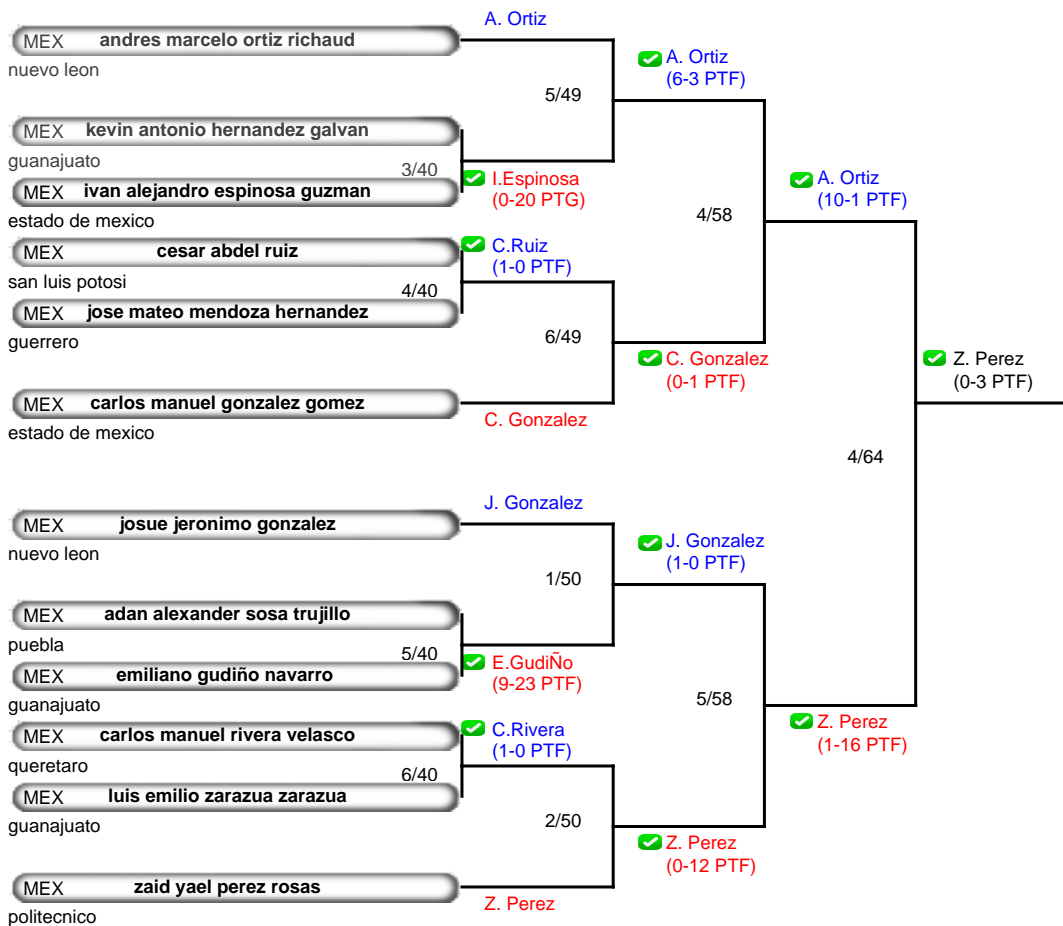 A. Ortiz
MEX andres marcelo ortiz richaud
nuevo leon
A. Ortiz
(6-3 PTF)
5/49
MEX kevin antonio hernandez galvan
guanajuato
3/40
MEX ivan alejandro espinosa guzman
estado de mexico
I.Espinosa
(0-20 PTG)
A. Ortiz
(10-1 PTF)
4/58
MEX cesar abdel ruiz
san luis potosi
C.Ruiz
(1-0 PTF)
4/40
MEX jose mateo mendoza hernandez
guerrero
6/49
C. Gonzalez
(0-1 PTF)
MEX carlos manuel gonzalez gomez
estado de mexico
C. Gonzalez
Z. Perez
(0-3 PTF)
4/64
J. Gonzalez
MEX josue jeronimo gonzalez
nuevo leon
J. Gonzalez
(1-0 PTF)
1/50
MEX adan alexander sosa trujillo
puebla
5/40
MEX emiliano gudiño navarro
guanajuato
E.GudiÑo
(9-23 PTF)
5/58
Z. Perez
(1-16 PTF)
MEX carlos manuel rivera velasco
queretaro
C.Rivera
(1-0 PTF)
6/40
MEX luis emilio zarazua zarazua
guanajuato
2/50
Z. Perez
(0-12 PTF)
MEX zaid yael perez rosas
politecnico
Z. Perez